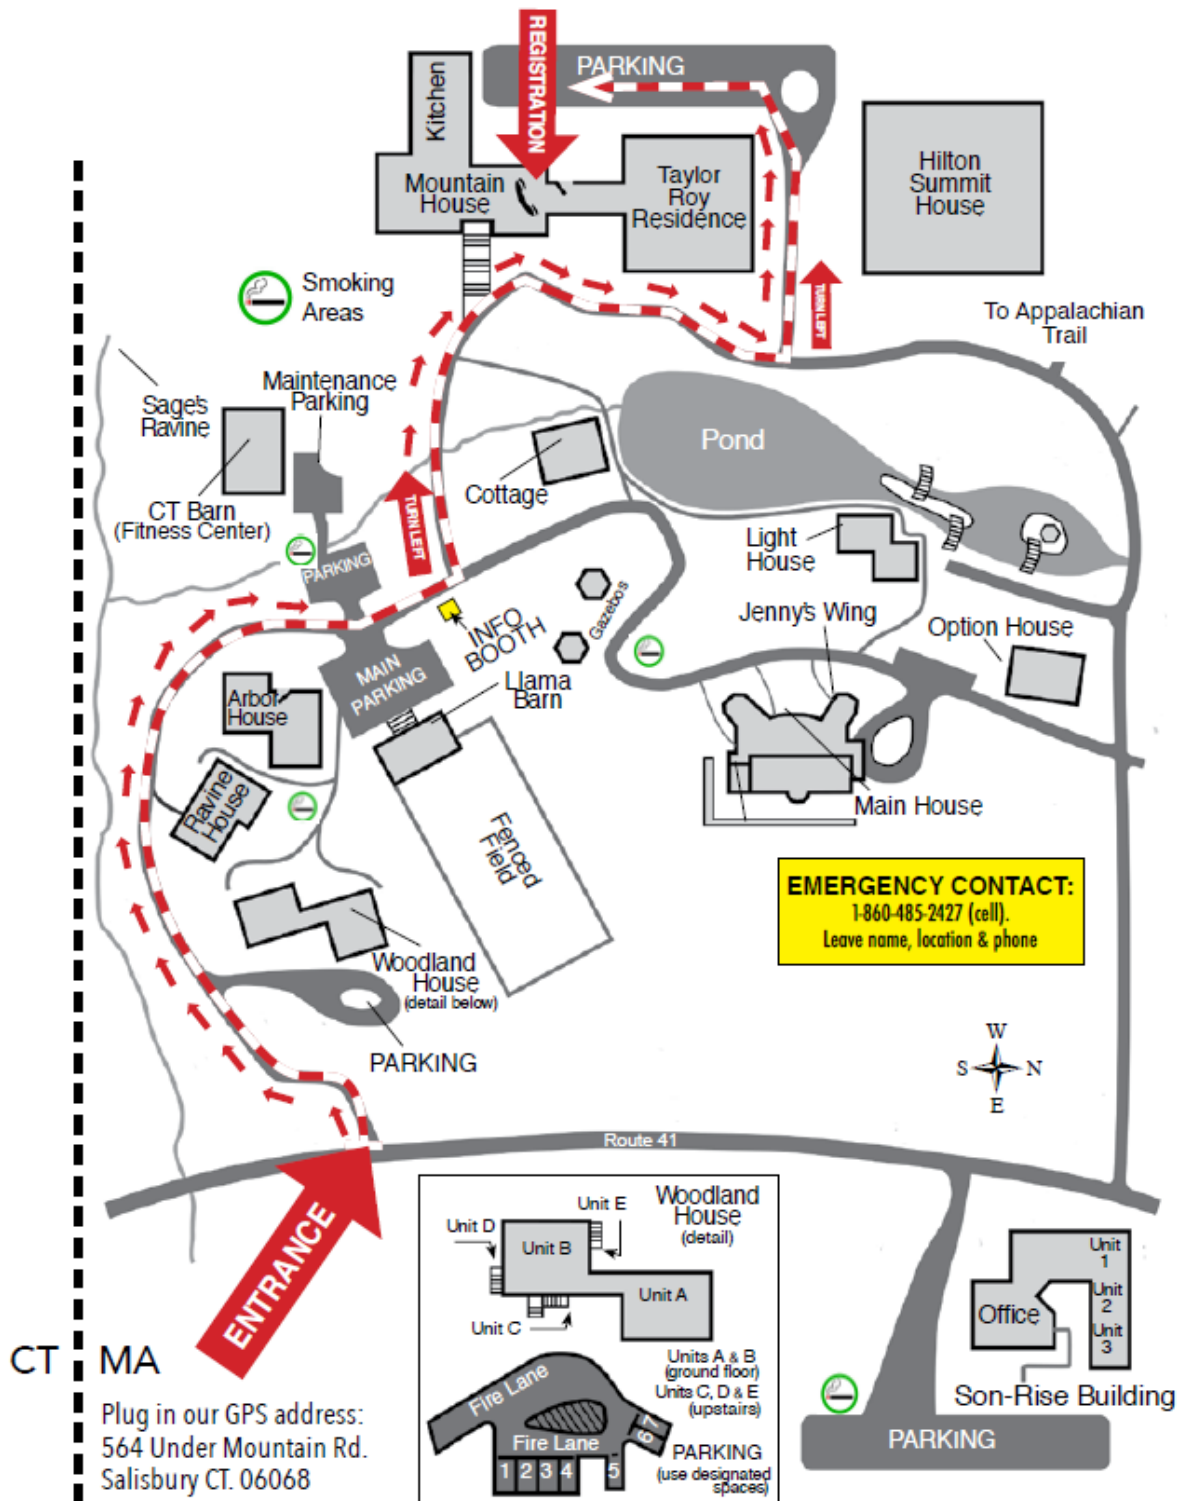 REGISTRATION
PARKING
Kitchen
Mountain
House
Taylor
Roy
Residence
Hilton
Summit
House
Smoking
Areas
TURN LEFT
To Appalachian
Trail
Maintenance
Parking
Sage's
Ravine
CT Barn
(Fitness Center)
TURN LEFT
Cottage
Pond
Light
House
PARKING
Gazebos
INFO
BOOTH
Jenny's Wing
Option House
MAIN
PARKING
Llama
Barn
Arbor
House
Ravine
House
Main House
Fenced
Field
EMERGENCY CONTACT:
1-860-485-2427 (cell).
Leave name, location & phone
Woodland
House
(detail below)
PARKING
W
S
N
E
Route 41
ENTRANCE
Woodland
House
(detail)
Unit E
Unit D
Unit B
Unit A
Unit C
Units A & B
(ground floor)
Units C, D & E
(upstairs)
Fire Lane
Fire Lane
1 2 3 4 5 6 7
PARKING
(use designated
spaces)
Unit
1
Unit
2
Unit
3
Office
Son-Rise Building
PARKING
CT MA
Plug in our GPS address:
564 Under Mountain Rd.
Salisbury CT. 06068